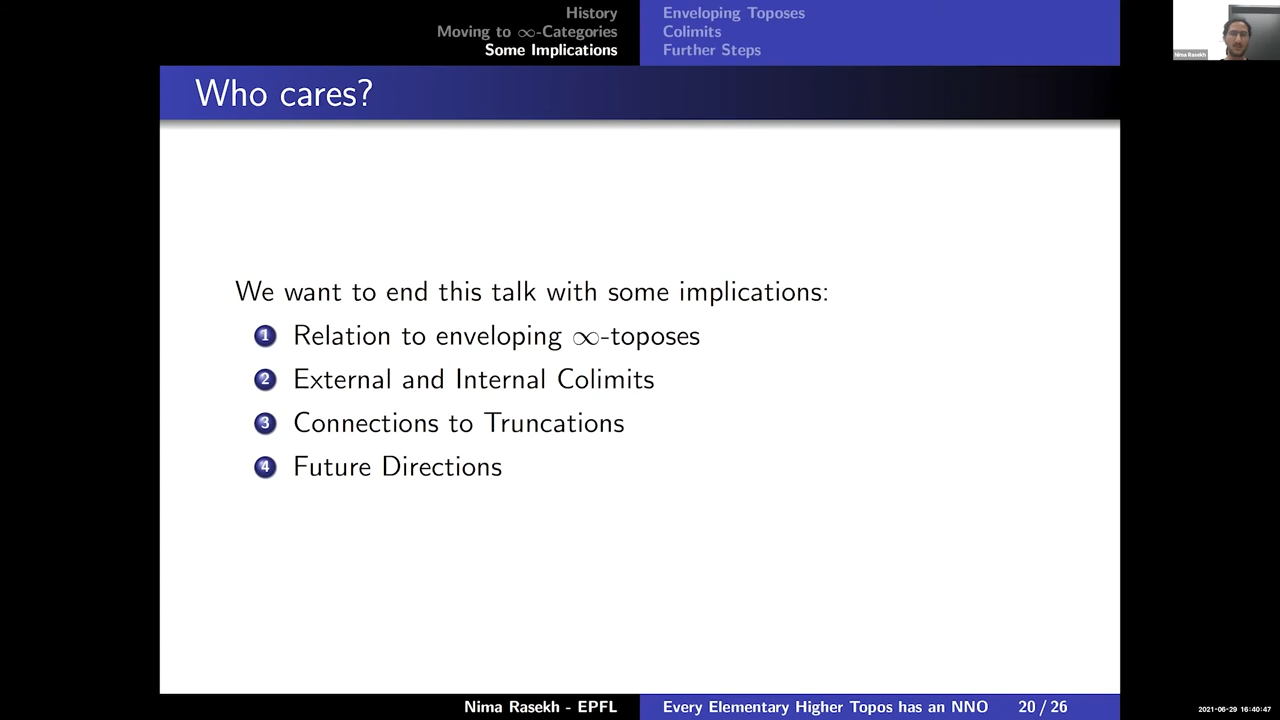 History
Moving to ∞-Categories
Some Implications
Enveloping Toposes
Colimits
Further Steps
Nima Rasekh
Who cares?
We want to end this talk with some implications:
1 Relation to enveloping ∞-toposes
2 External and Internal Colimits
3 Connections to Truncations
4 Future Directions
Nima Rasekh - EPFL
Every Elementary Higher Topos has an NNO 20 / 26
2021-06-29 16:40:47